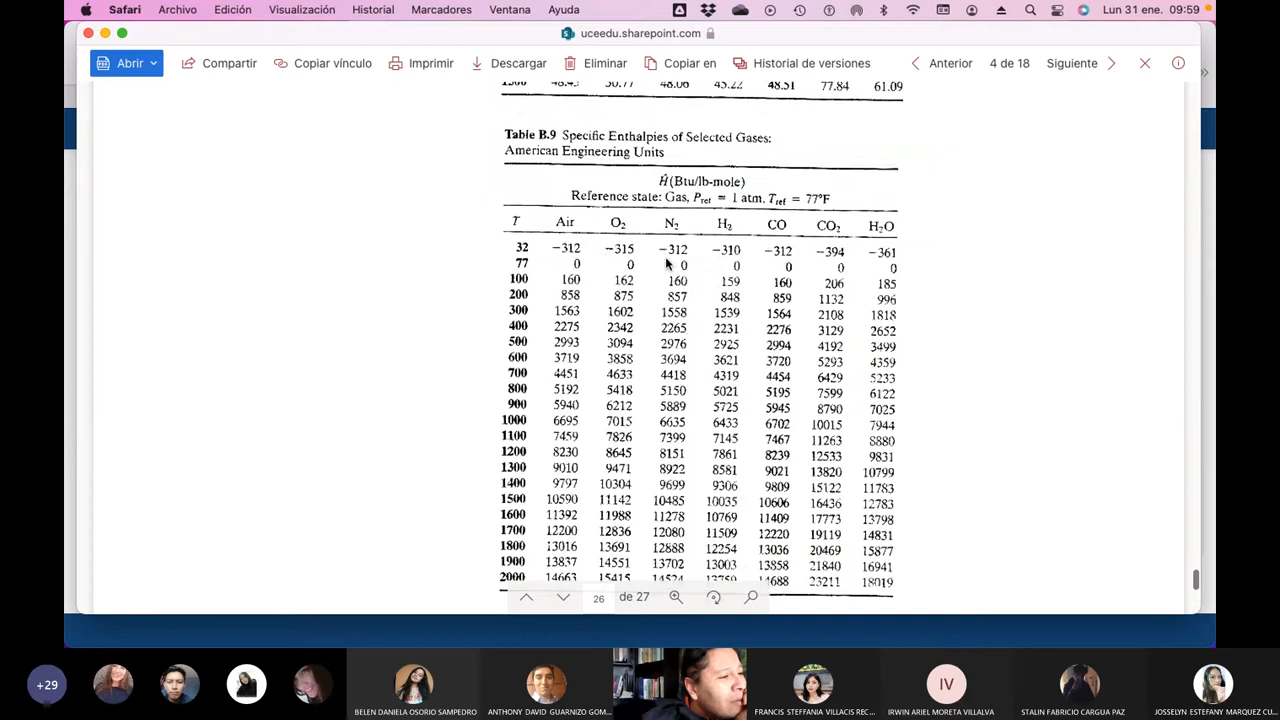 Safari Archivo Edición Visualización Historial Marcadores Ventana Ayuda Lun 31 ene. 09:59
uceedu.sharepoint.com
Abrir Compartir Copiar vínculo Imprimir Descargar Eliminar Copiar en Historial de versiones Anterior 4 de 18 Siguiente
1500 48.45 50.77 48.06 45.22 48.51 77.84 61.09
Table B.9 Specific Enthalpies of Selected Gases:
American Engineering Units
Ĥ(Btu/lb-mole)
Reference state: Gas, Pref = 1 atm, Tref = 77°F
T Air O2 N2 H2 CO CO2 H2O
32 −312 −315 −312 −310 −312 −394 −361
77 0 0 0 0 0 0 0
100 160 162 160 159 160 206 185
200 858 875 857 848 859 1132 996
300 1563 1602 1558 1539 1564 2108 1818
400 2275 2342 2265 2231 2276 3129 2652
500 2993 3094 2976 2925 2994 4192 3499
600 3719 3858 3694 3621 3720 5293 4359
700 4451 4633 4418 4319 4454 6429 5233
800 5192 5418 5150 5021 5195 7599 6122
900 5940 6212 5889 5725 5945 8790 7025
1000 6695 7015 6635 6433 6702 10015 7944
1100 7459 7826 7399 7145 7467 11263 8880
1200 8230 8645 8151 7861 8239 12533 9831
1300 9010 9471 8922 8581 9021 13820 10799
1400 9797 10304 9699 9306 9809 15122 11783
1500 10590 11142 10485 10035 10606 16436 12783
1600 11392 11988 11278 10769 11409 17773 13798
1700 12200 12836 12080 11509 12220 19119 14831
1800 13016 13691 12888 12254 13036 20469 15877
1900 13837 14551 13702 13003 13858 21840 16941
2000 14663 15415 14524 13759 14688 23211 18019
26 de 27
+29 BELEN DANIELA OSORIO SAMPEDRO ANTHONY DAVID GUARNIZO GOM... FRANCIS STEFFANIA VILLACIS REC... IV IRWIN ARIEL MORETA VILLALVA STALIN FABRICIO CARGUA PAZ JOSSELYN ESTEFANY MARQUEZ CU...